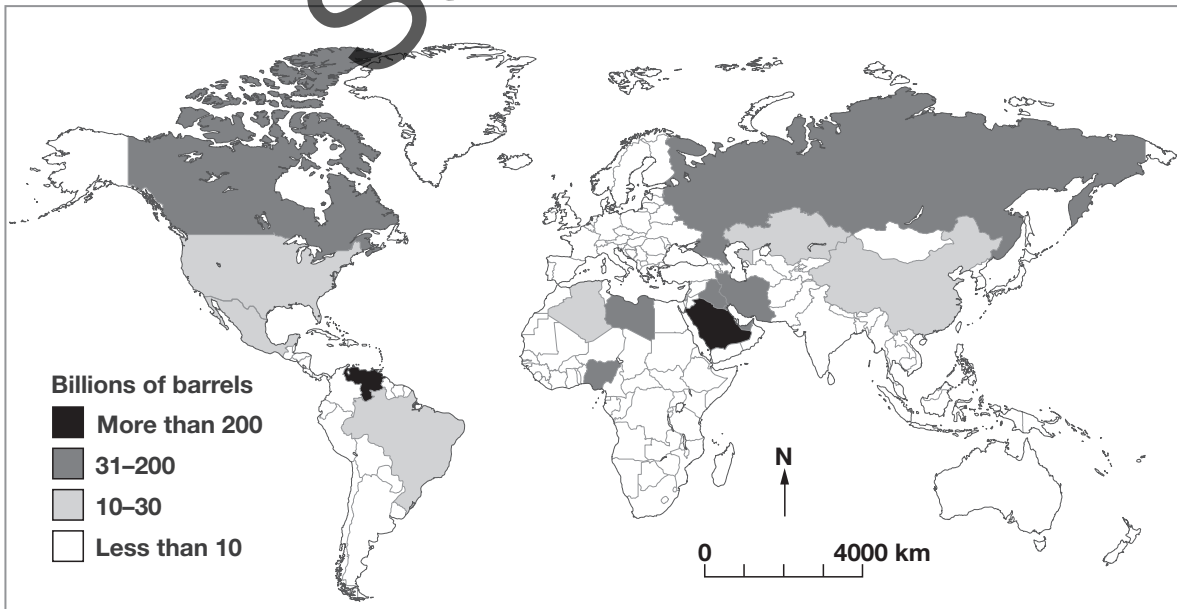 Billions of barrels
More than 200
31–200
10–30
Less than 10
N
0 4000 km